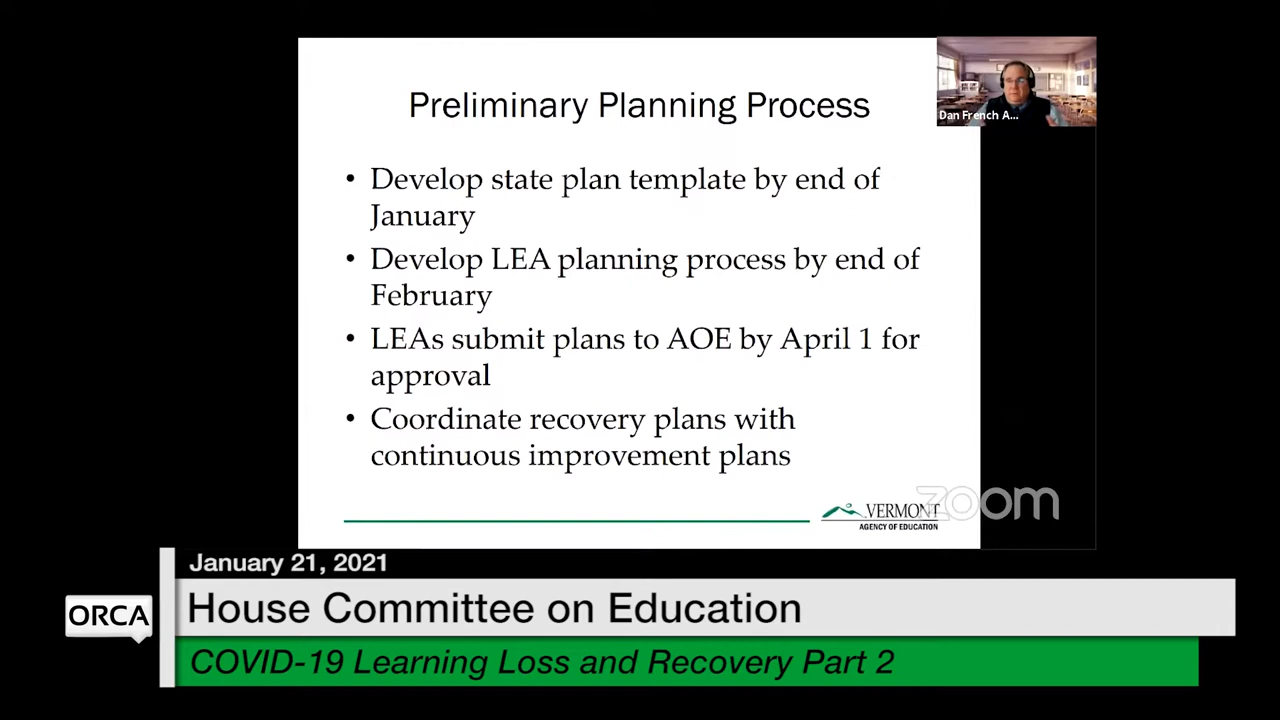 Preliminary Planning Process
Dan French A...
• Develop state plan template by end of
January
• Develop LEA planning process by end of
February
• LEAs submit plans to AOE by April 1 for
approval
• Coordinate recovery plans with
continuous improvement plans
VERMONT
AGENCY OF EDUCATION
zoom
January 21, 2021
ORCA
House Committee on Education
COVID-19 Learning Loss and Recovery Part 2